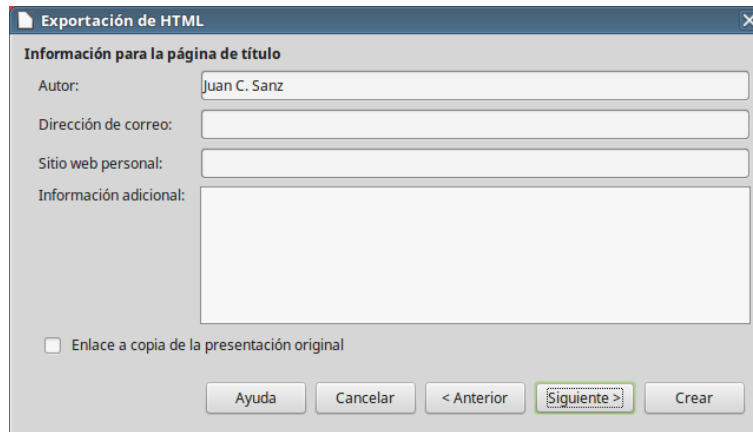 Exportación de HTML
Información para la página de título
Autor: Juan C. Sanz
Dirección de correo:
Sitio web personal:
Información adicional:
Enlace a copia de la presentación original
Ayuda Cancelar < Anterior Siguiente > Crear